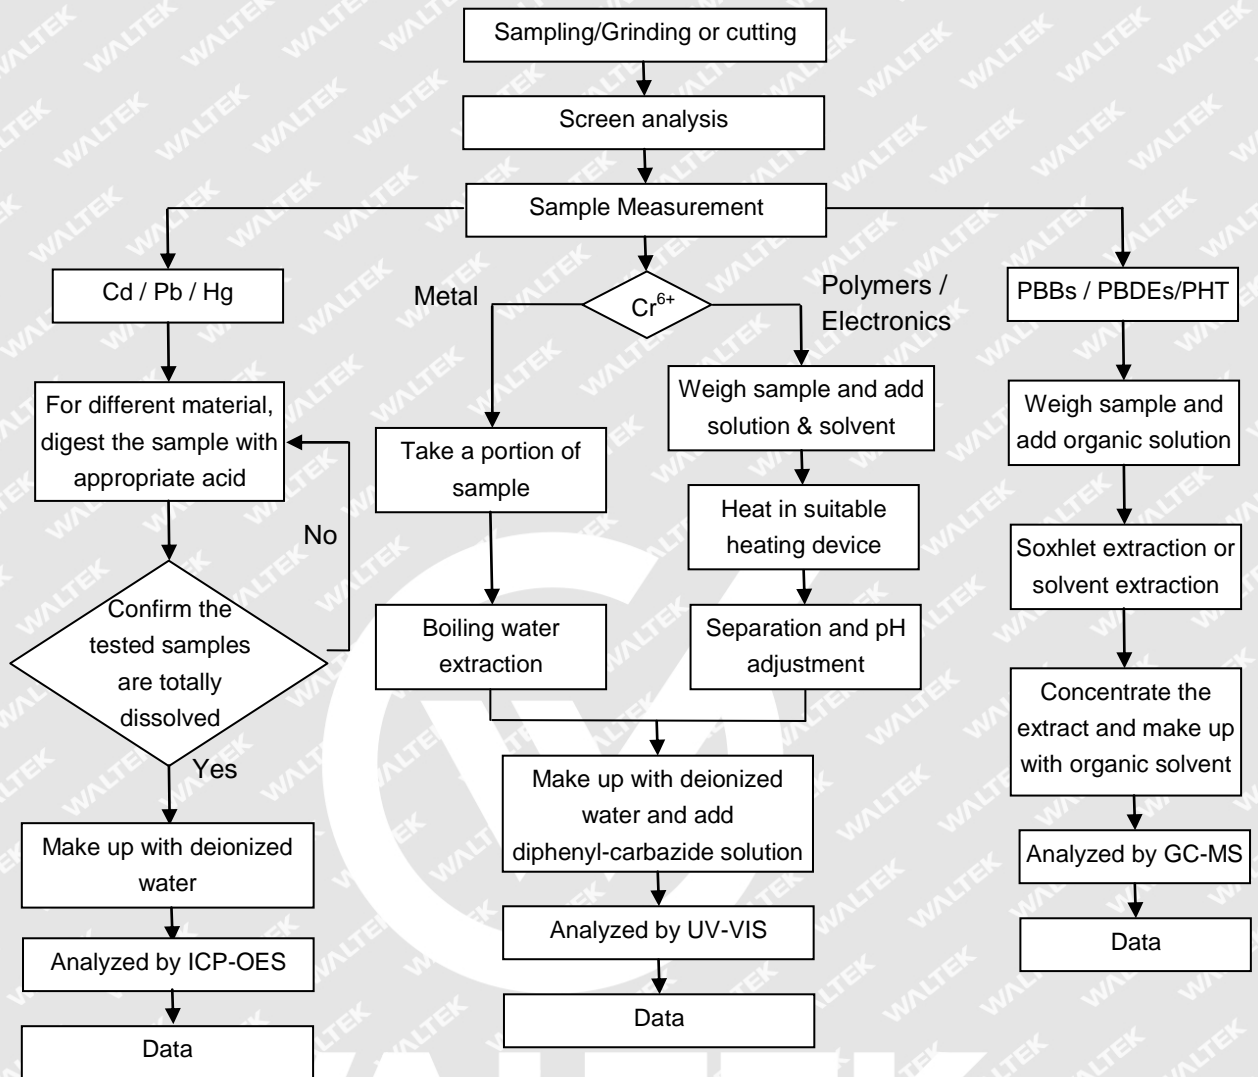 Sampling/Grinding or cutting
Screen analysis
Sample Measurement
Cd / Pb / Hg
For different material,
digest the sample with
appropriate acid
No
Confirm the
tested samples
are totally
dissolved
Yes
Make up with deionized
water
Analyzed by ICP-OES
Data
Metal
Cr6+
Polymers /
Electronics
Take a portion of
sample
Boiling water
extraction
Weigh sample and add
solution & solvent
Heat in suitable
heating device
Separation and pH
adjustment
Make up with deionized
water and add
diphenyl-carbazide solution
Analyzed by UV-VIS
Data
PBBs / PBDEs/PHT
Weigh sample and
add organic solution
Soxhlet extraction or
solvent extraction
Concentrate the
extract and make up
with organic solvent
Analyzed by GC-MS
Data
WALTEK